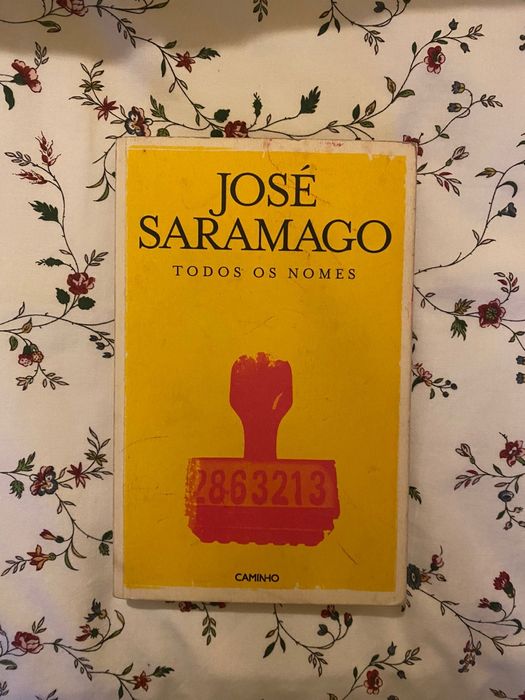 JOSÉ
SARAMAGO
TODOS OS NOMES
2863213
CAMINHO